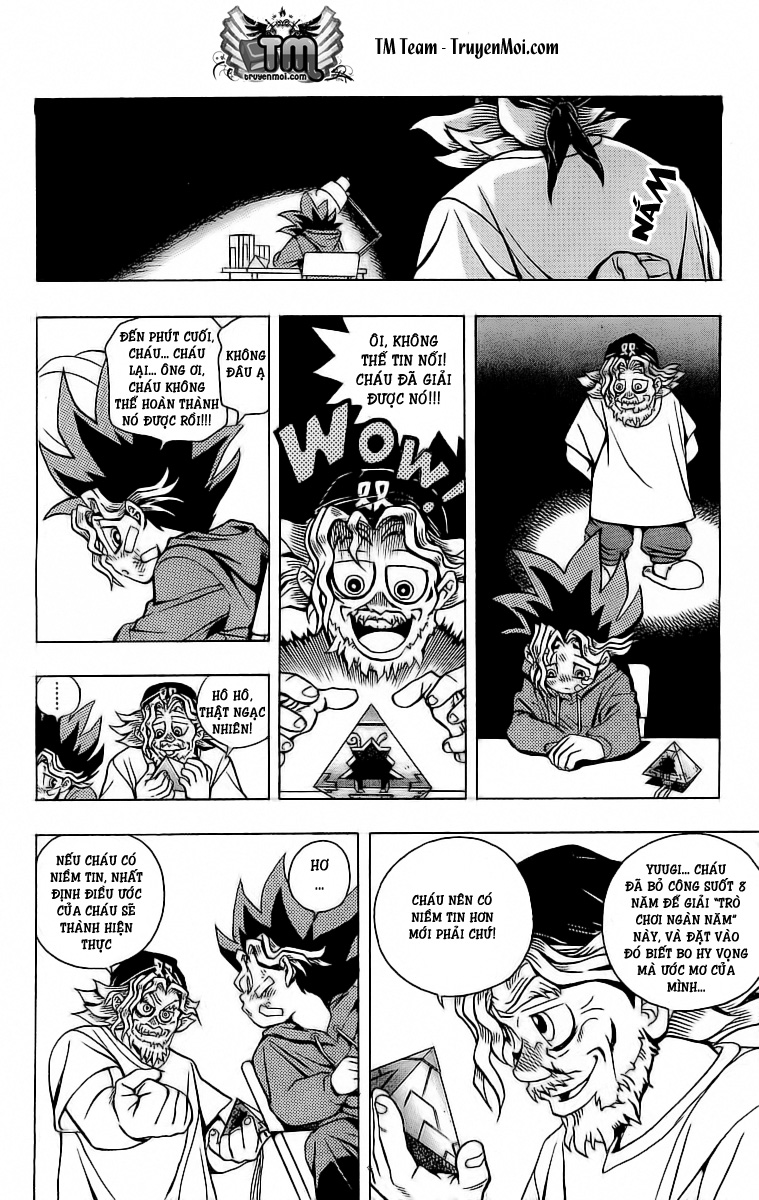 TM
truyenmoi.com
TM Team - TruyenMoi.com
NẮM
ÔI, KHÔNG
THỂ TIN NỔI!
CHÁU ĐÃ GIẢI
ĐƯỢC NÓ!!!
WOW!
KHÔNG
ĐÂU Ạ
ĐẾN PHÚT CUỐI,
CHÁU... CHÁU
LẠI... ÔNG ƠI,
CHÁU KHÔNG
THỂ HOÀN THÀNH
NÓ ĐƯỢC RỒI!!!
HÔ HÔ,
THẬT NGẠC
NHIÊN!
......
YUUGI... CHÁU
ĐÃ BỎ CÔNG SUỐT 8
NĂM ĐỂ GIẢI "TRÒ
CHƠI NGÀN NĂM"
NÀY, VÀ ĐẶT VÀO
ĐÓ BIẾT BO HY VỌNG
MÀ ƯỚC MƠ CỦA
MÌNH...
CHÁU NÊN CÓ
NIỀM TIN HƠN
MỚI PHẢI CHỨ!
HƠ
...
NẾU CHÁU CÓ
NIỀM TIN, NHẤT
ĐỊNH ĐIỀU ƯỚC
CỦA CHÁU SẼ
THÀNH HIỆN
THỰC